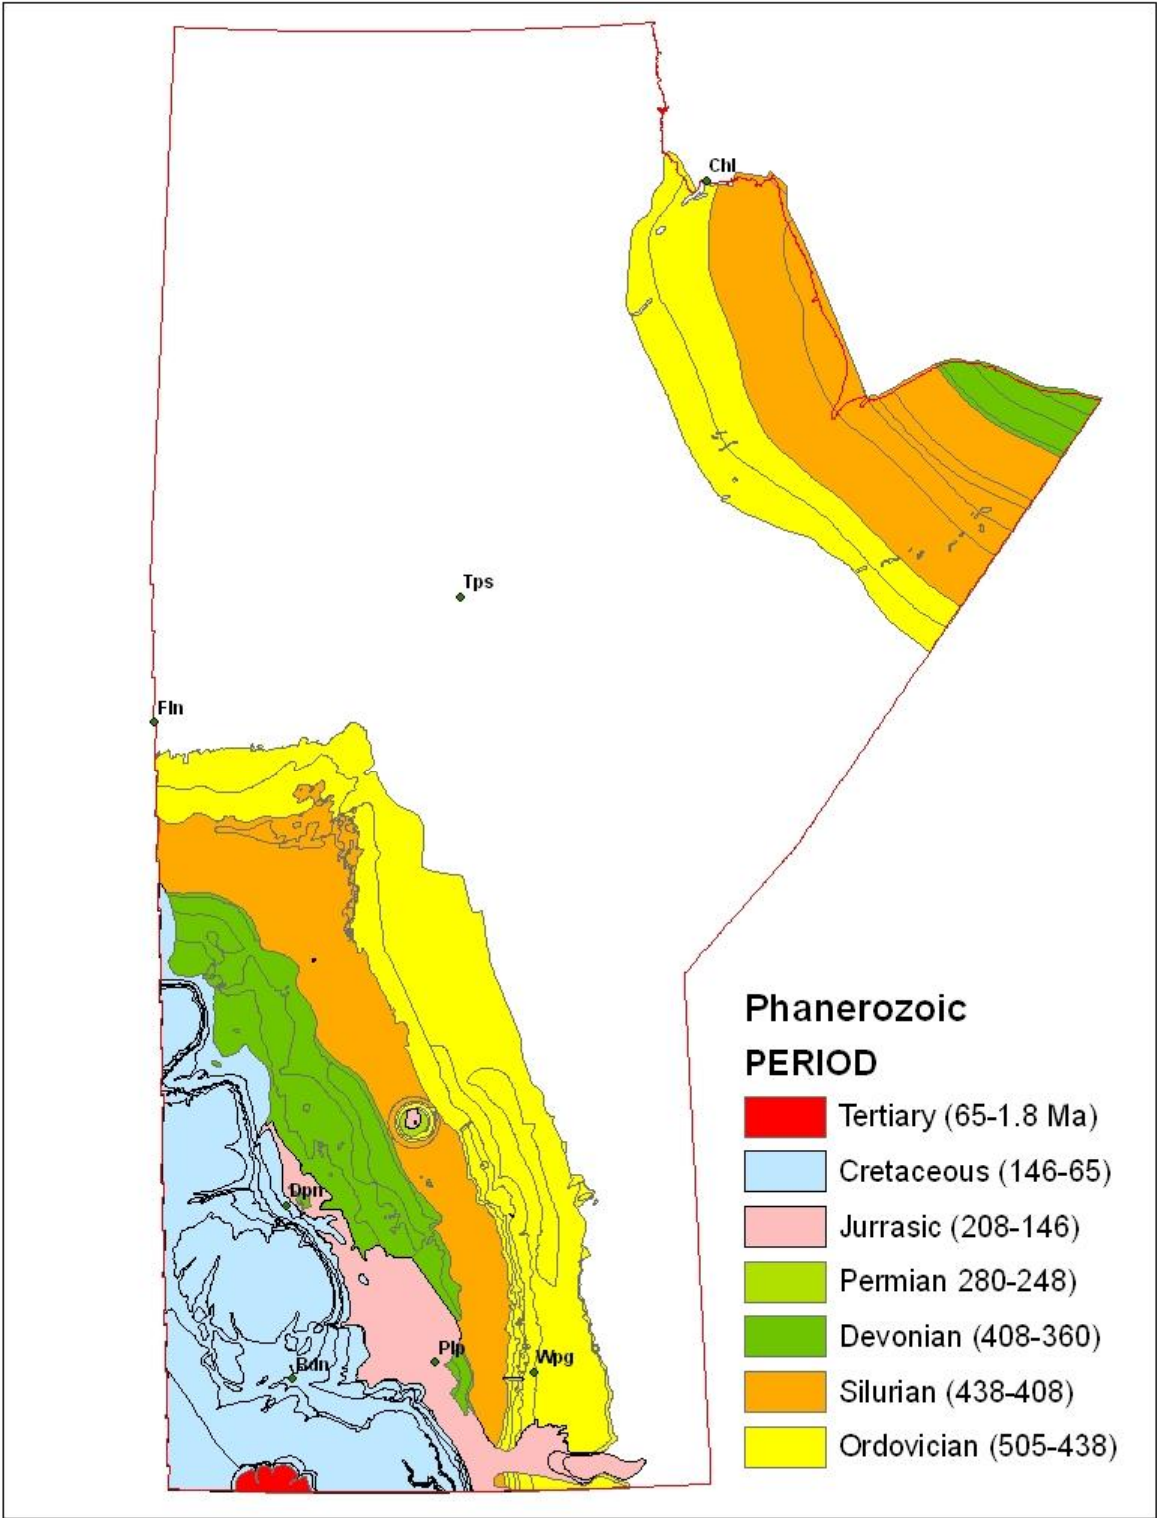 Chl
Tps
Fln
Dpn
Plp
Wpg
Bdn
Phanerozoic
PERIOD
Tertiary (65-1.8 Ma)
Cretaceous (146-65)
Jurrasic (208-146)
Permian 280-248)
Devonian (408-360)
Silurian (438-408)
Ordovician (505-438)